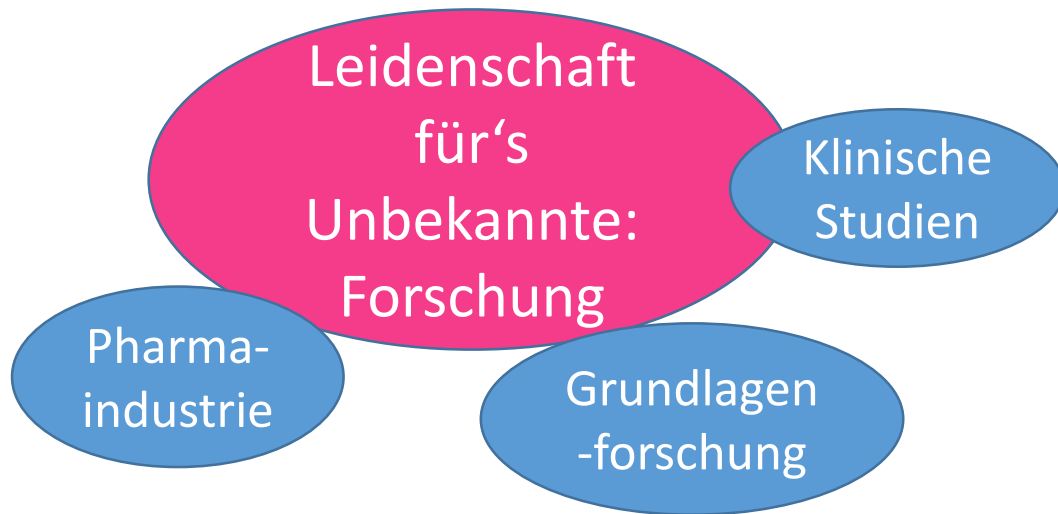 Leidenschaft
für‘s
Unbekannte:
Forschung
Klinische
Studien
Pharma-
industrie
Grundlagen
-forschung